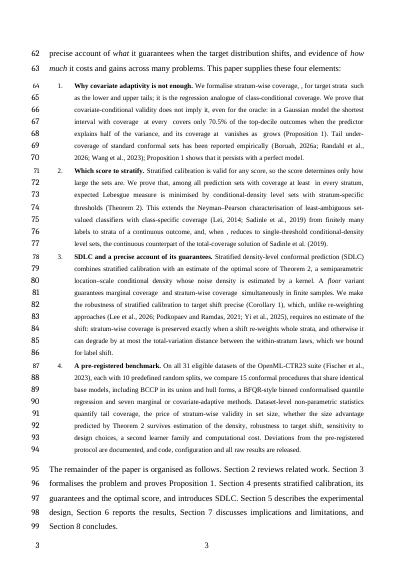 62 precise account of what it guarantees when the target distribution shifts, and evidence of how
63 much it costs and gains across many problems. This paper supplies these four elements:
64 1. Why covariate adaptivity is not enough. We formalise stratum-wise coverage, , for target strata such
65 as the lower and upper tails; it is the regression analogue of class-conditional coverage. We prove that
66 covariate-conditional validity does not imply it, even for the oracle: in a Gaussian model the shortest
67 interval with coverage at every covers only 70.5% of the top-decile outcomes when the predictor
68 explains half of the variance, and its coverage at vanishes as grows (Proposition 1). Tail under-
69 coverage of standard conformal sets has been reported empirically (Boruah, 2026a; Randahl et al.,
70 2026; Wang et al., 2023); Proposition 1 shows that it persists with a perfect model.
71 2. Which score to stratify. Stratified calibration is valid for any score, so the score determines only how
72 large the sets are. We prove that, among all prediction sets with coverage at least in every stratum,
73 expected Lebesgue measure is minimised by conditional-density level sets with stratum-specific
74 thresholds (Theorem 2). This extends the Neyman–Pearson characterisation of least-ambiguous set-
75 valued classifiers with class-specific coverage (Lei, 2014; Sadinle et al., 2019) from finitely many
76 labels to strata of a continuous outcome, and, when , reduces to single-threshold conditional-density
77 level sets, the continuous counterpart of the total-coverage solution of Sadinle et al. (2019).
78 3. SDLC and a precise account of its guarantees. Stratified density-level conformal prediction (SDLC)
79 combines stratified calibration with an estimate of the optimal score of Theorem 2, a semiparametric
80 location–scale conditional density whose noise density is estimated by a kernel. A floor variant
81 guarantees marginal coverage and stratum-wise coverage simultaneously in finite samples. We make
82 the robustness of stratified calibration to target shift precise (Corollary 1), which, unlike re-weighting
83 approaches (Lee et al., 2026; Podkopaev and Ramdas, 2021; Yi et al., 2025), requires no estimate of the
84 shift: stratum-wise coverage is preserved exactly when a shift re-weights whole strata, and otherwise it
85 can degrade by at most the total-variation distance between the within-stratum laws, which we bound
86 for label shift.
87 4. A pre-registered benchmark. On all 31 eligible datasets of the OpenML-CTR23 suite (Fischer et al.,
88 2023), each with 10 predefined random splits, we compare 15 conformal procedures that share identical
89 base models, including BCCP in its union and hull forms, a BFQR-style binned conformalised quantile
90 regression and seven marginal or covariate-adaptive methods. Dataset-level non-parametric statistics
91 quantify tail coverage, the price of stratum-wise validity in set size, whether the size advantage
92 predicted by Theorem 2 survives estimation of the density, robustness to target shift, sensitivity to
93 design choices, a second learner family and computational cost. Deviations from the pre-registered
94 protocol are documented, and code, configuration and all raw results are released.
95 The remainder of the paper is organised as follows. Section 2 reviews related work. Section 3
96 formalises the problem and proves Proposition 1. Section 4 presents stratified calibration, its
97 guarantees and the optimal score, and introduces SDLC. Section 5 describes the experimental
98 design, Section 6 reports the results, Section 7 discusses implications and limitations, and
99 Section 8 concludes.
3 3